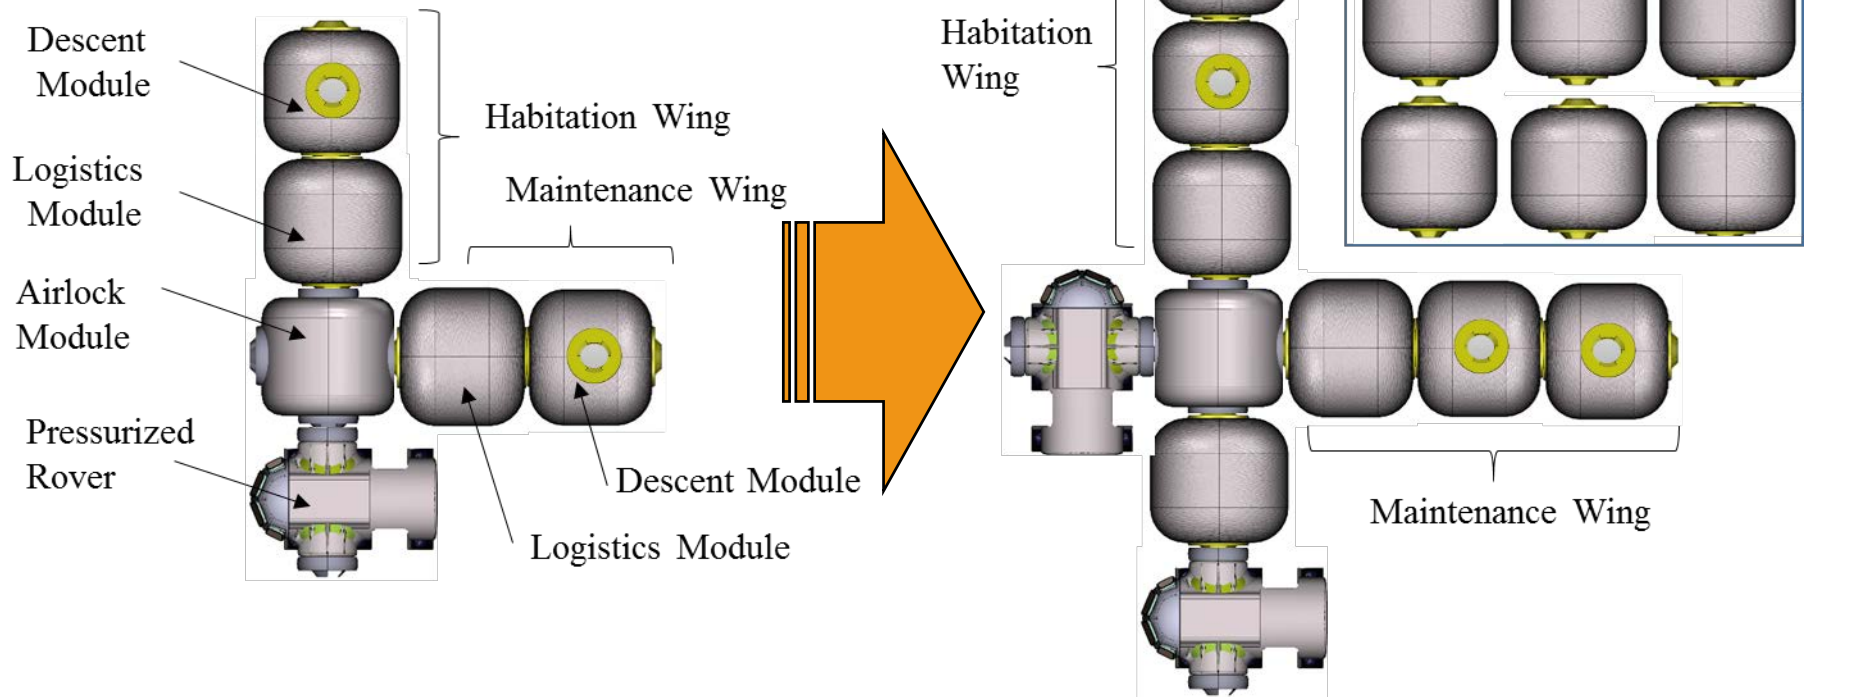 Descent
Module
Logistics
Module
Airlock
Module
Pressurized
Rover
Habitation Wing
Maintenance Wing
Descent Module
Logistics Module
Habitation
Wing
Maintenance Wing